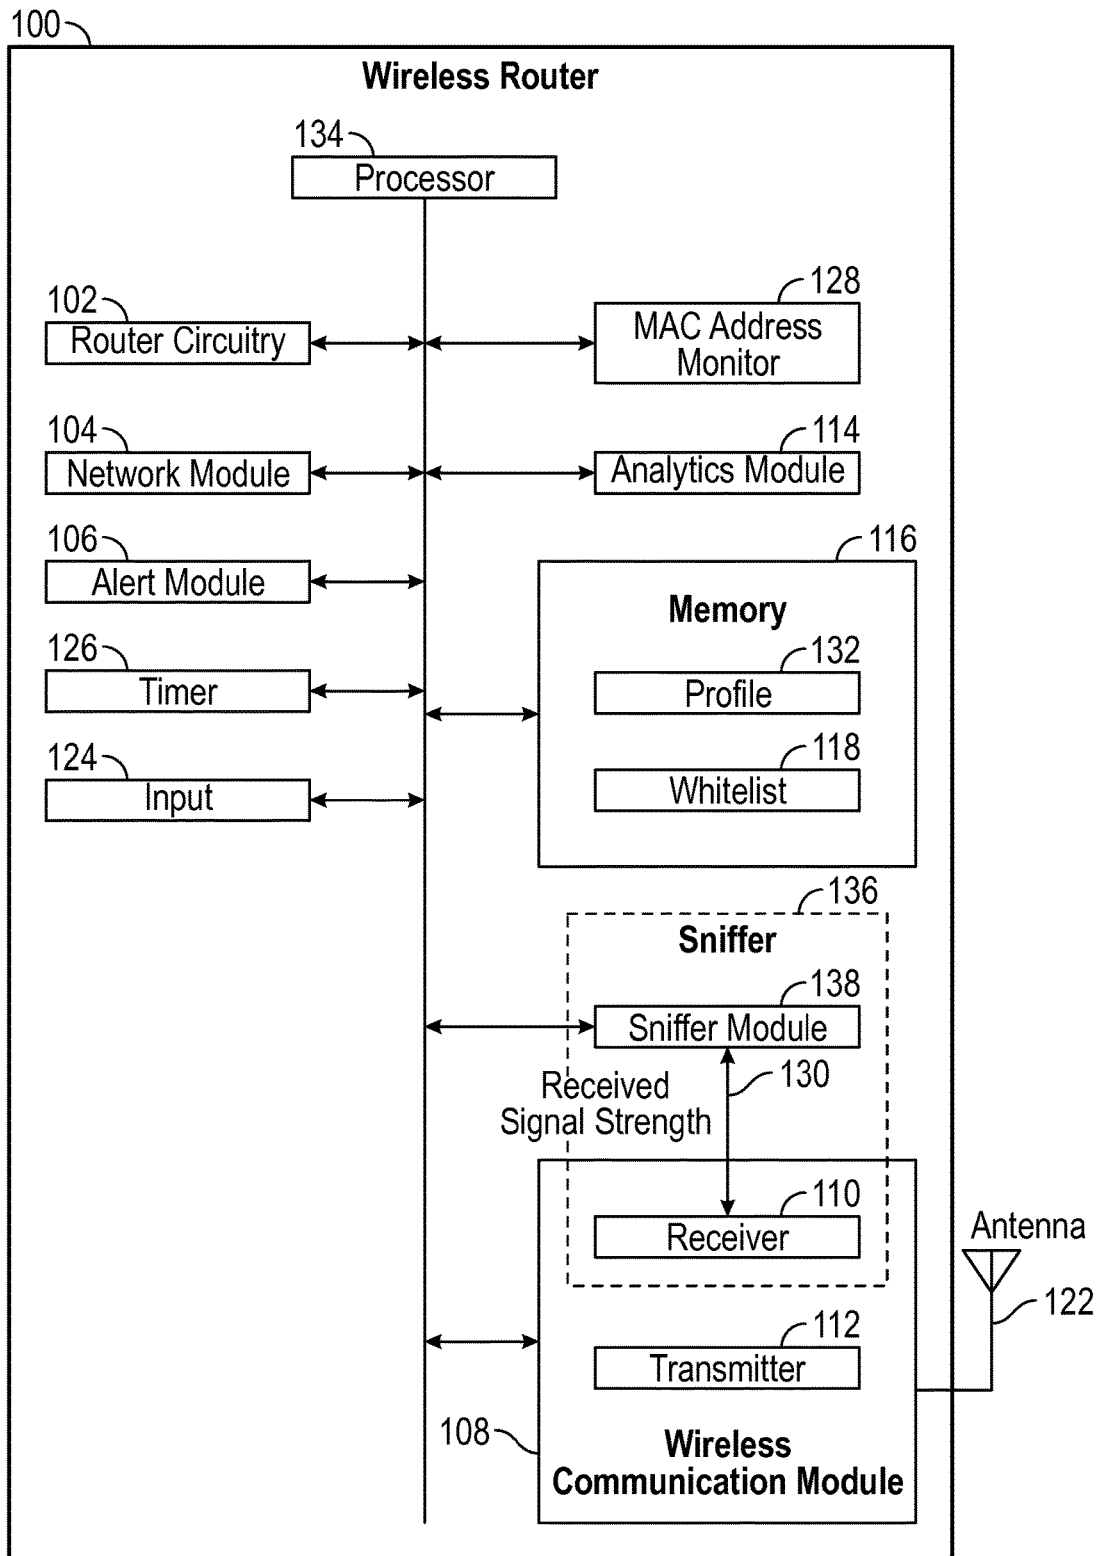 100
Wireless Router
134
Processor
102
Router Circuitry
128
MAC Address
Monitor
104
Network Module
114
Analytics Module
106
Alert Module
116
Memory
126
Timer
132
Profile
124
Input
118
Whitelist
136
Sniffer
138
Sniffer Module
130
Received
Signal Strength
110
Receiver
Antenna
122
112
Transmitter
108
Wireless
Communication Module